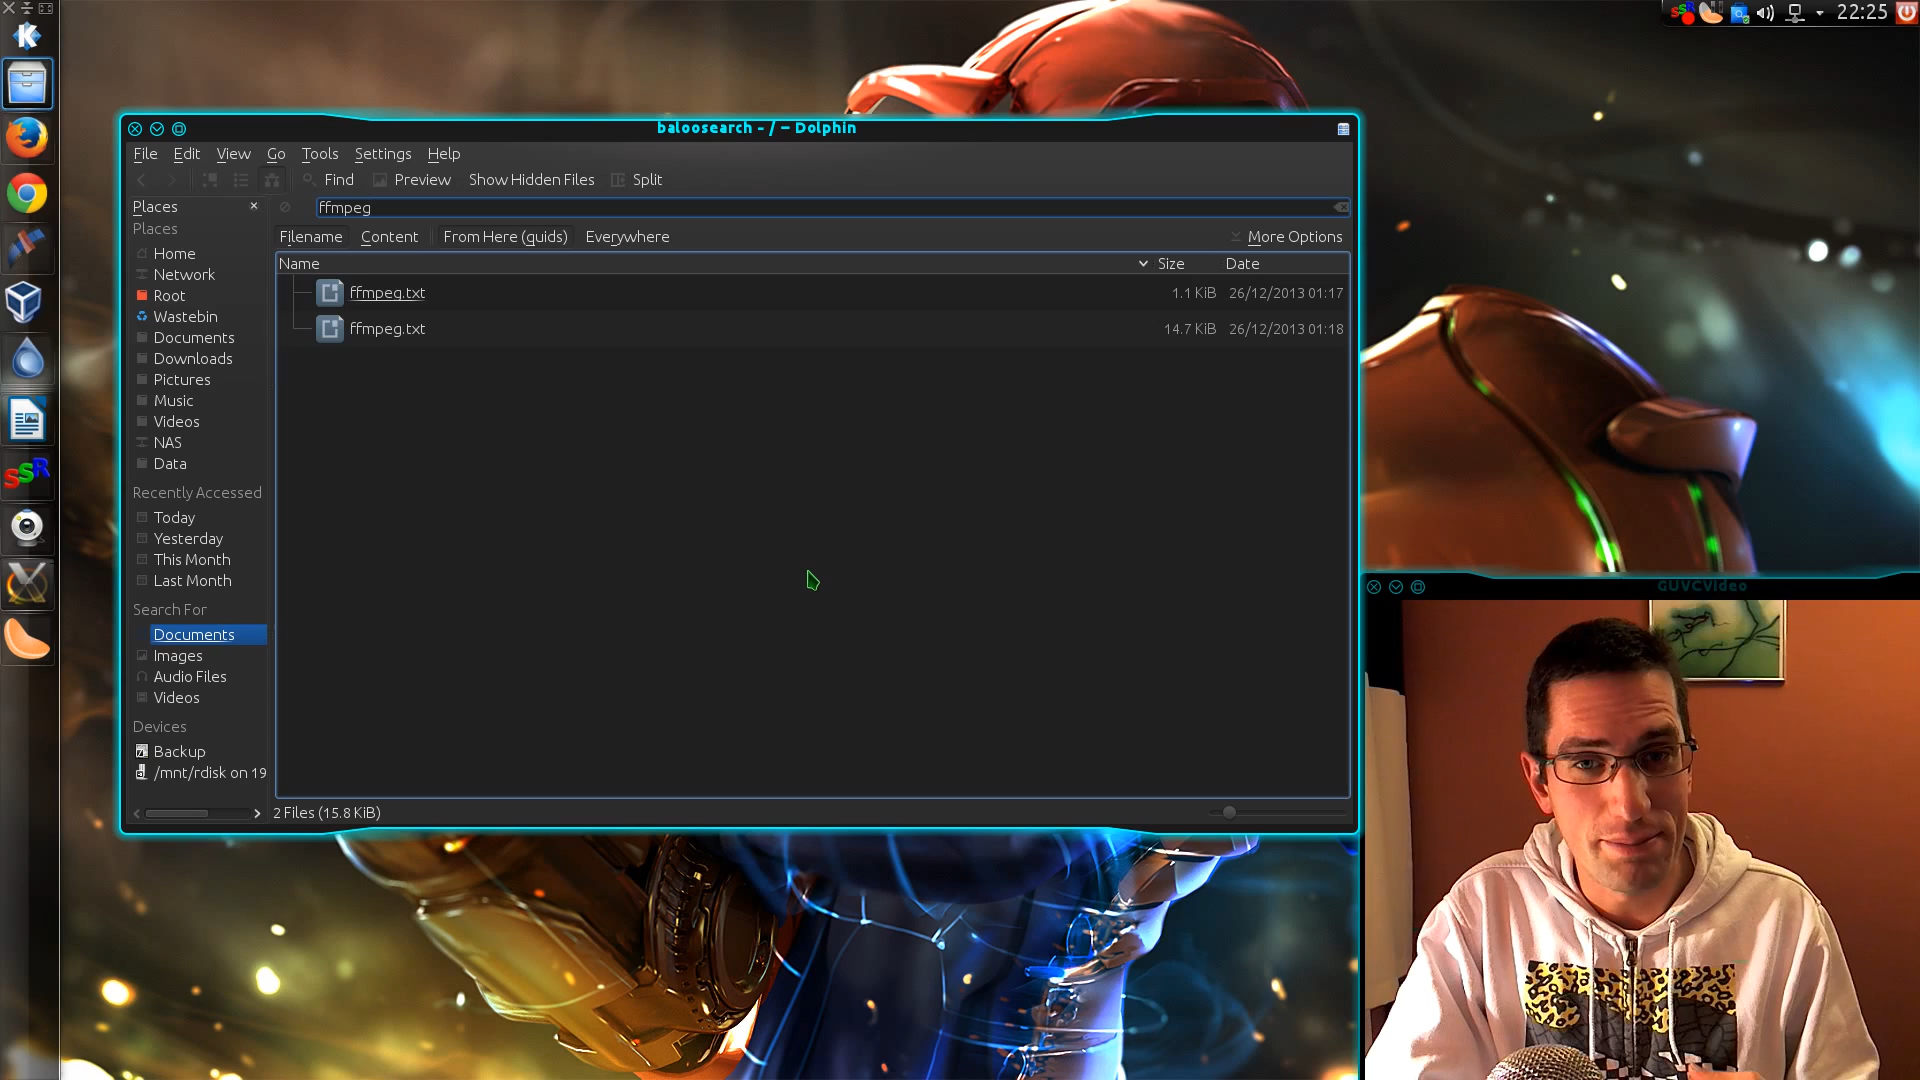 22:25
baloosearch - / – Dolphin
File Edit View Go Tools Settings Help
Find Preview Show Hidden Files Split
Places
ffmpeg
Places
Filename Content From Here (quids) Everywhere More Options
Name Size Date
Home
Network
Root
Wastebin
Documents
Downloads
Pictures
Music
Videos
NAS
Data
ffmpeg.txt 1.1 KiB 26/12/2013 01:17
ffmpeg.txt 14.7 KiB 26/12/2013 01:18
Recently Accessed
Today
Yesterday
This Month
Last Month
Search For
Documents
Images
Audio Files
Videos
Devices
Backup
/mnt/rdisk on 19
2 Files (15.8 KiB)
SSR
GUVCVideo